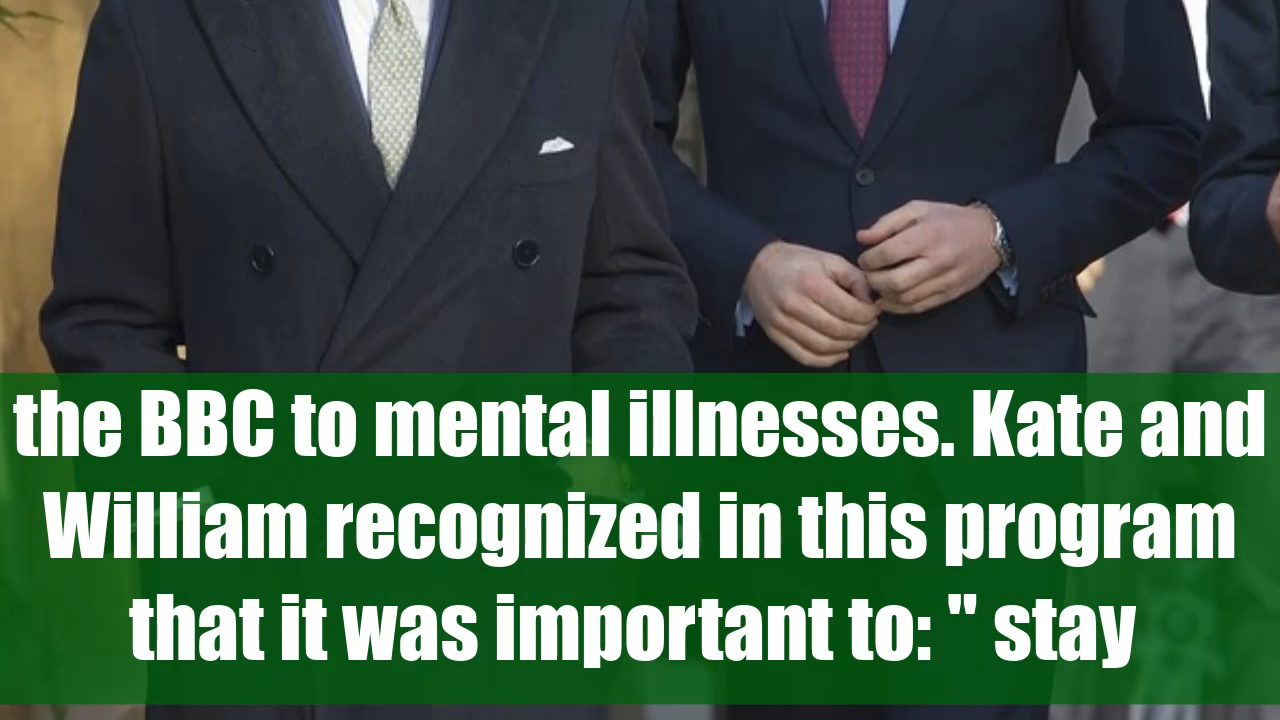 the BBC to mental illnesses. Kate and
William recognized in this program
that it was important to: " stay